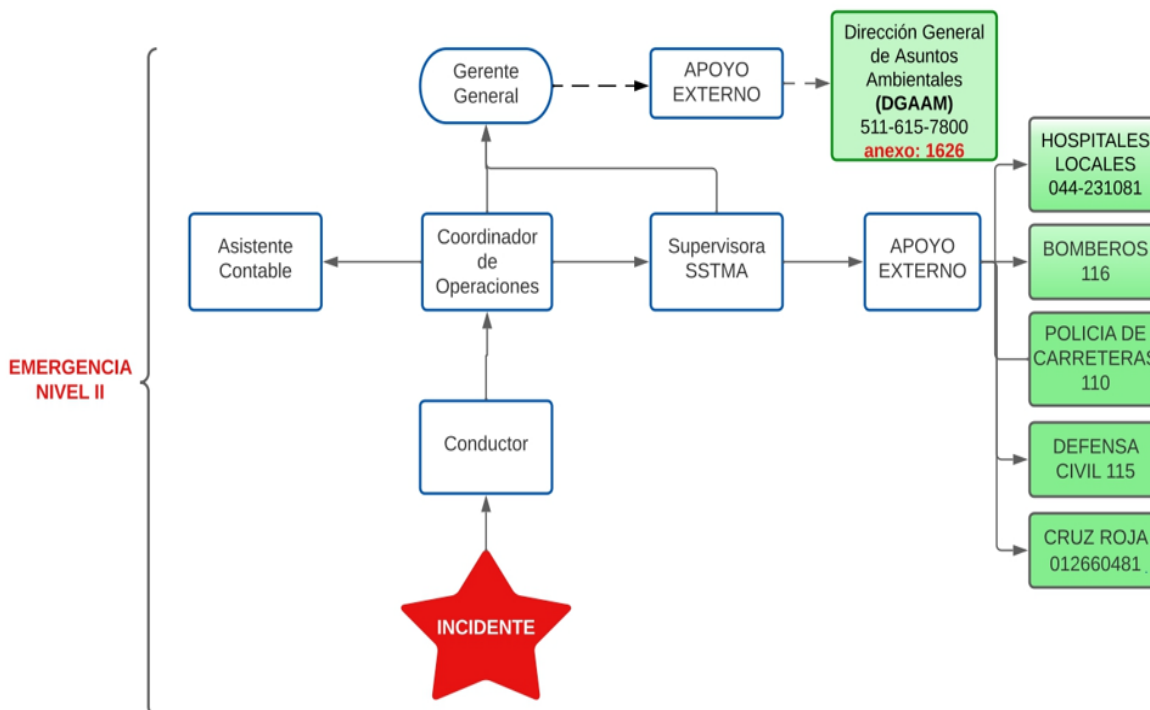 Dirección General
de Asuntos
Ambientales
(DGAAM)
511-615-7800
anexo: 1626
Gerente
General
APOYO
EXTERNO
HOSPITALES
LOCALES
044-231081
Asistente
Contable
Coordinador
de
Operaciones
Supervisora
SSTMA
APOYO
EXTERNO
BOMBEROS
116
POLICIA DE
CARRETERAS
110
EMERGENCIA
NIVEL II
Conductor
DEFENSA
CIVIL 115
CRUZ ROJA
012660481
INCIDENTE